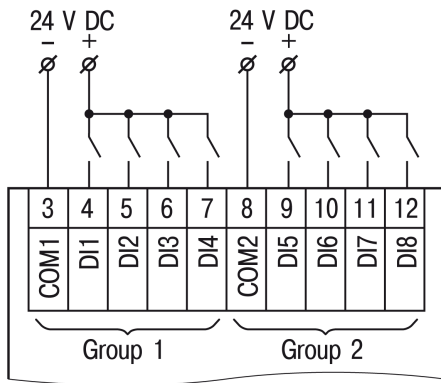 24 V DC 24 V DC
– + – +
3 4 5 6 7 8 9 10 11 12
COM1 DI1 DI2 DI3 DI4 COM2 DI5 DI6 DI7 DI8
Group 1 Group 2